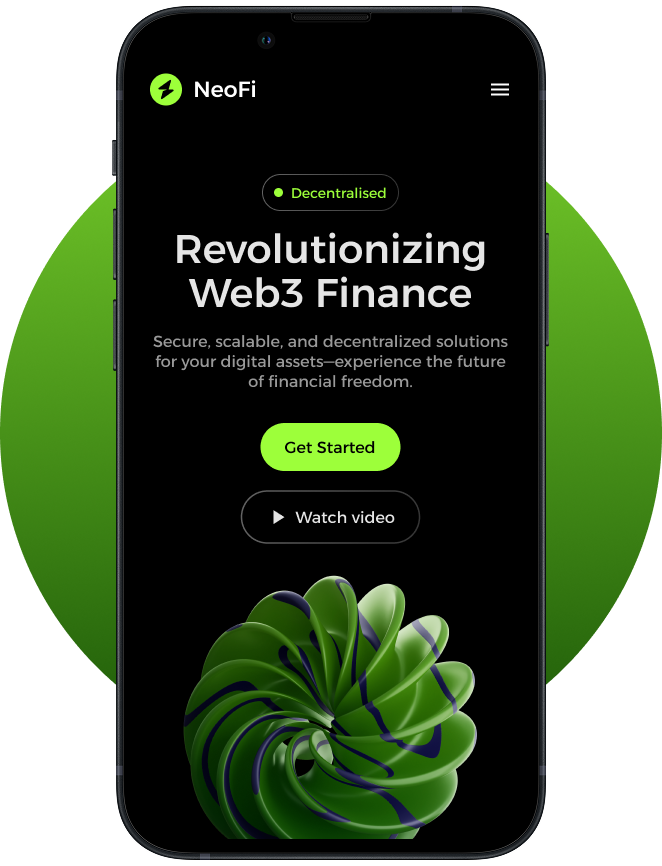 NeoFi
Decentralised
Revolutionizing
Web3 Finance
Secure, scalable, and decentralized solutions
for your digital assets—experience the future
of financial freedom.
Get Started
Watch video